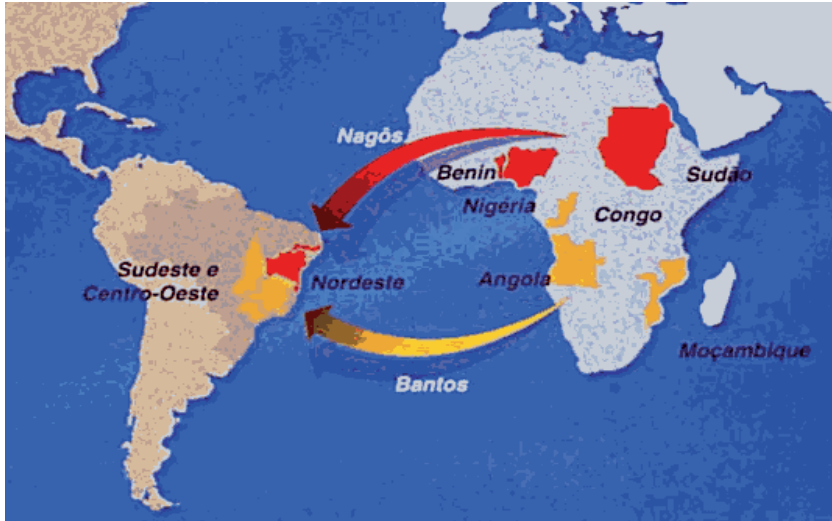 Nagôs
Benin
Sudão
Nigéria
Congo
Sudeste e
Centro-Oeste
Nordeste
Angola
Moçambique
Bantos